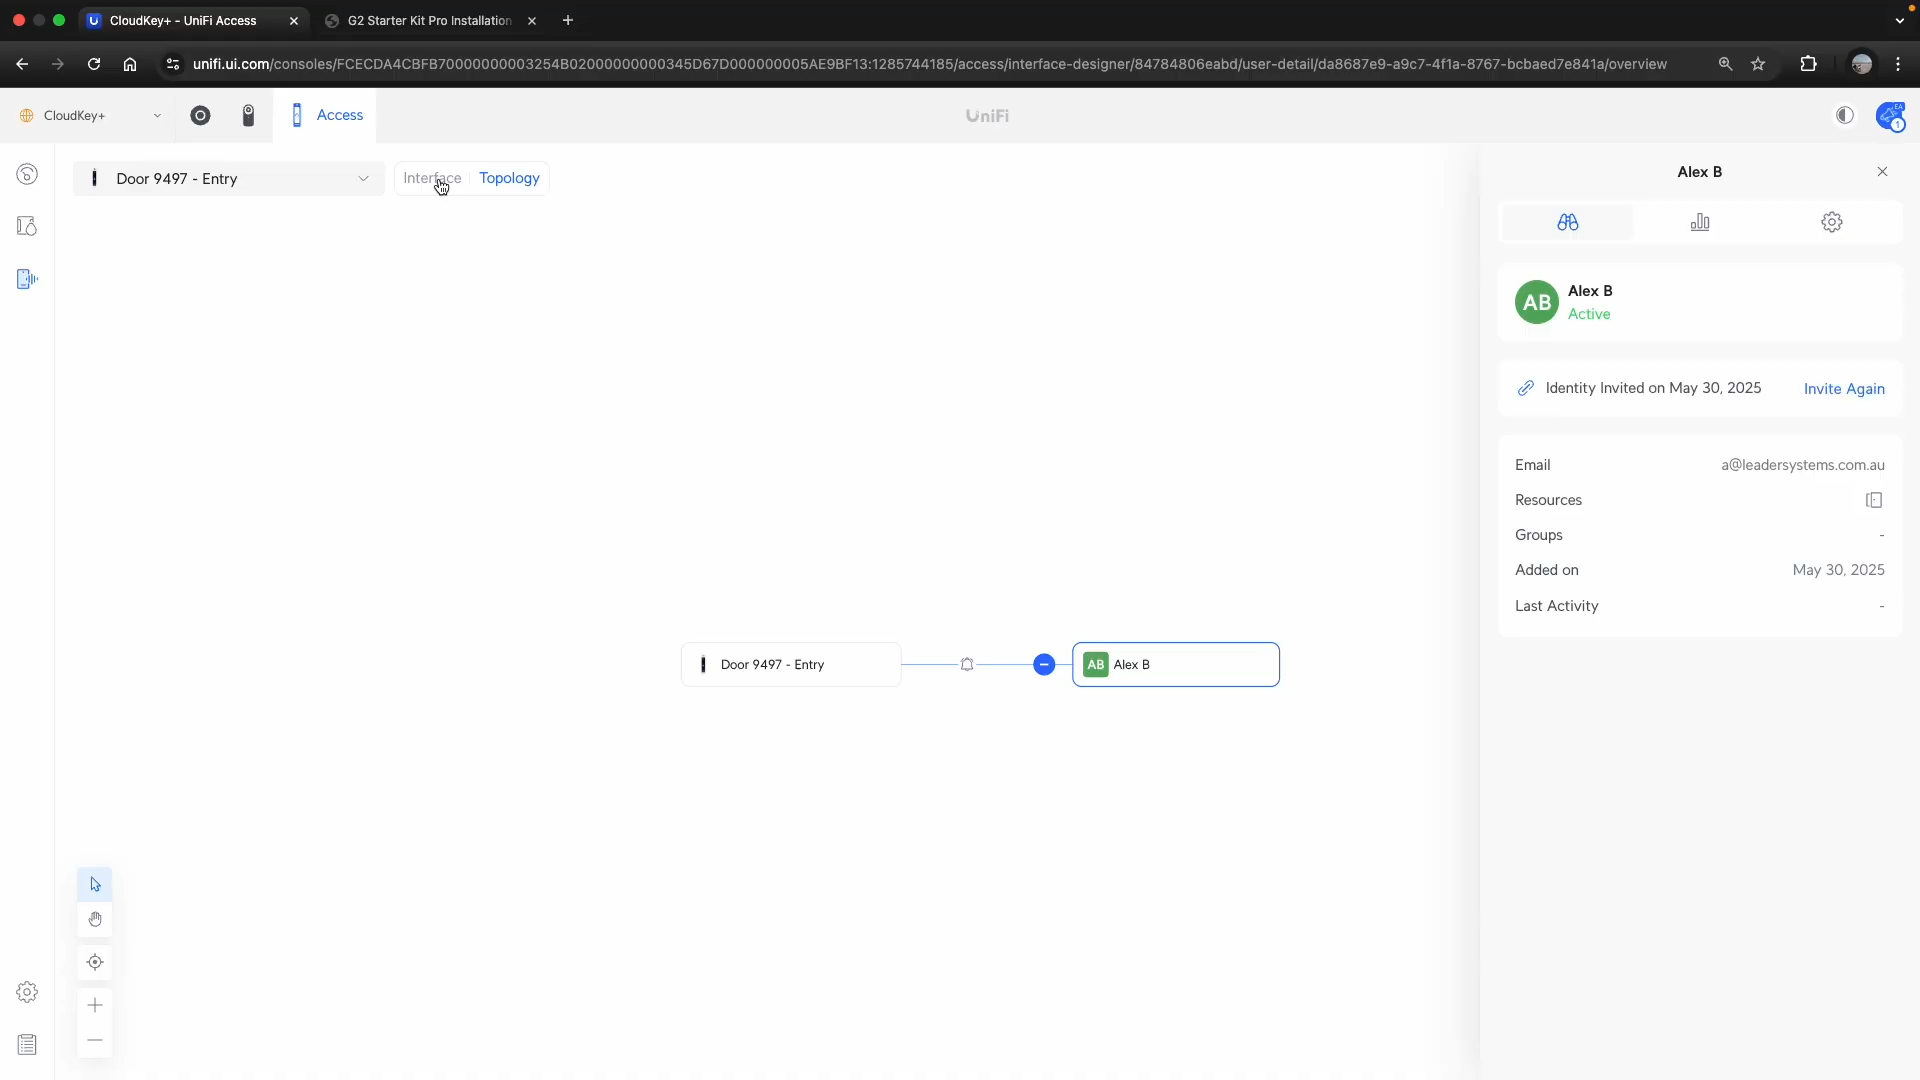 CloudKey+ - UniFi Access
G2 Starter Kit Pro Installation
unifi.ui.com/consoles/FCECDA4CBFB70000000003254B02000000000345D67D000000005AE9BF13:1285744185/access/interface-designer/84784806eabd/user-detail/da8687e9-a9c7-4f1a-8767-bcbaed7e841a/overview
CloudKey+
Access
UniFi
EA
1
Door 9497 - Entry
Interface
Topology
Alex B
AB
Alex B
Active
Identity Invited on May 30, 2025
Invite Again
Email
a@leadersystems.com.au
Resources
Groups
-
Added on
May 30, 2025
Last Activity
-
Door 9497 - Entry
AB
Alex B